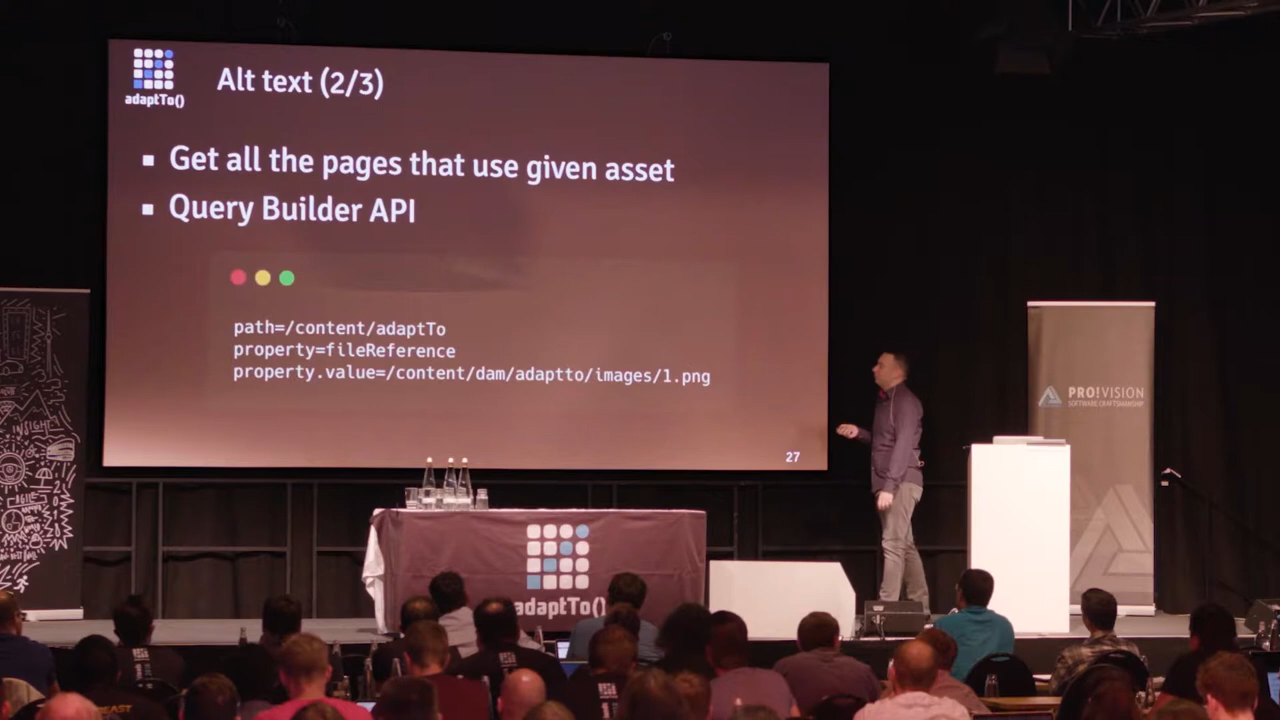 adaptTo()
Alt text (2/3)
▪ Get all the pages that use given asset
▪ Query Builder API
path=/content/adaptTo
property=fileReference
property.value=/content/dam/adaptto/images/1.png
27
PRO!VISION
SOFTWARE CRAFTSMANSHIP
INSIGHT
adaptTo()